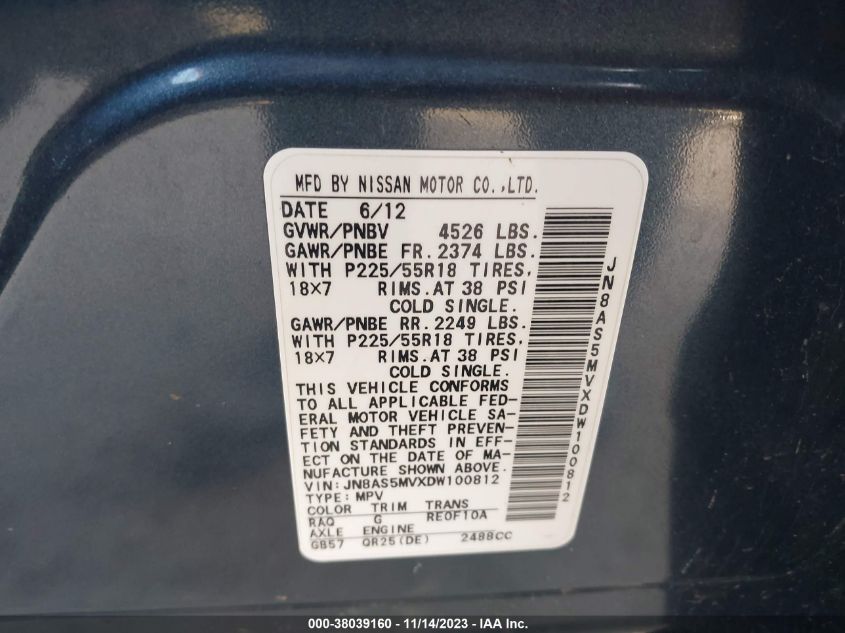 MFD BY NISSAN MOTOR CO.,LTD.
DATE 6/12
GVWR/PNBV 4526 LBS.
GAWR/PNBE FR. 2374 LBS.
WITH P225/55R18 TIRES,
18X7 RIMS.AT 38 PSI
COLD SINGLE.
GAWR/PNBE RR. 2249 LBS.
WITH P225/55R18 TIRES,
18X7 RIMS.AT 38 PSI
COLD SINGLE.
THIS VEHICLE CONFORMS
TO ALL APPLICABLE FED-
ERAL MOTOR VEHICLE SA-
FETY AND THEFT PREVEN-
TION STANDARDS IN EFF-
ECT ON THE DATE OF MA-
NUFACTURE SHOWN ABOVE.
VIN: JN8AS5MVXDW100812
TYPE: MPV
COLOR TRIM TRANS
RAQ G RE0F10A
AXLE ENGINE
GB57 QR25(DE) 2488CC
JN8AS5MVXDW100812
000-38039160 - 11/14/2023 - IAA Inc.